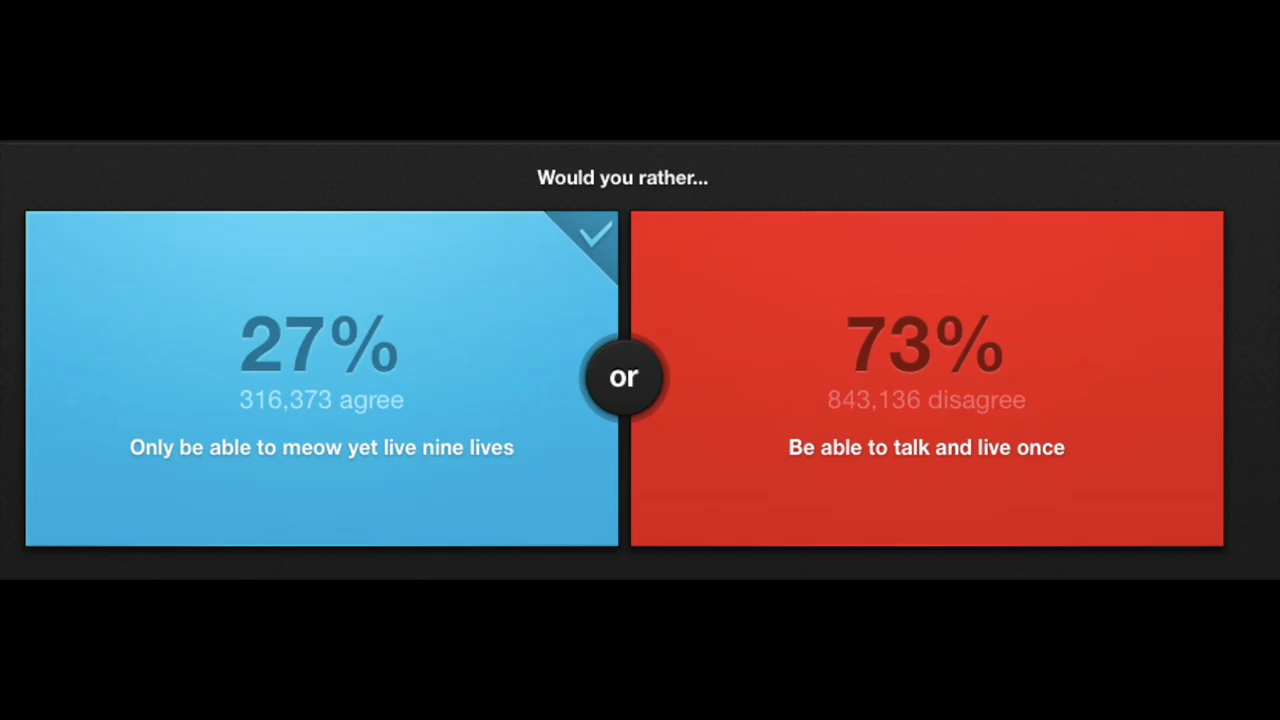 Would you rather...
27%
316,373 agree
Only be able to meow yet live nine lives
or
73%
843,136 disagree
Be able to talk and live once